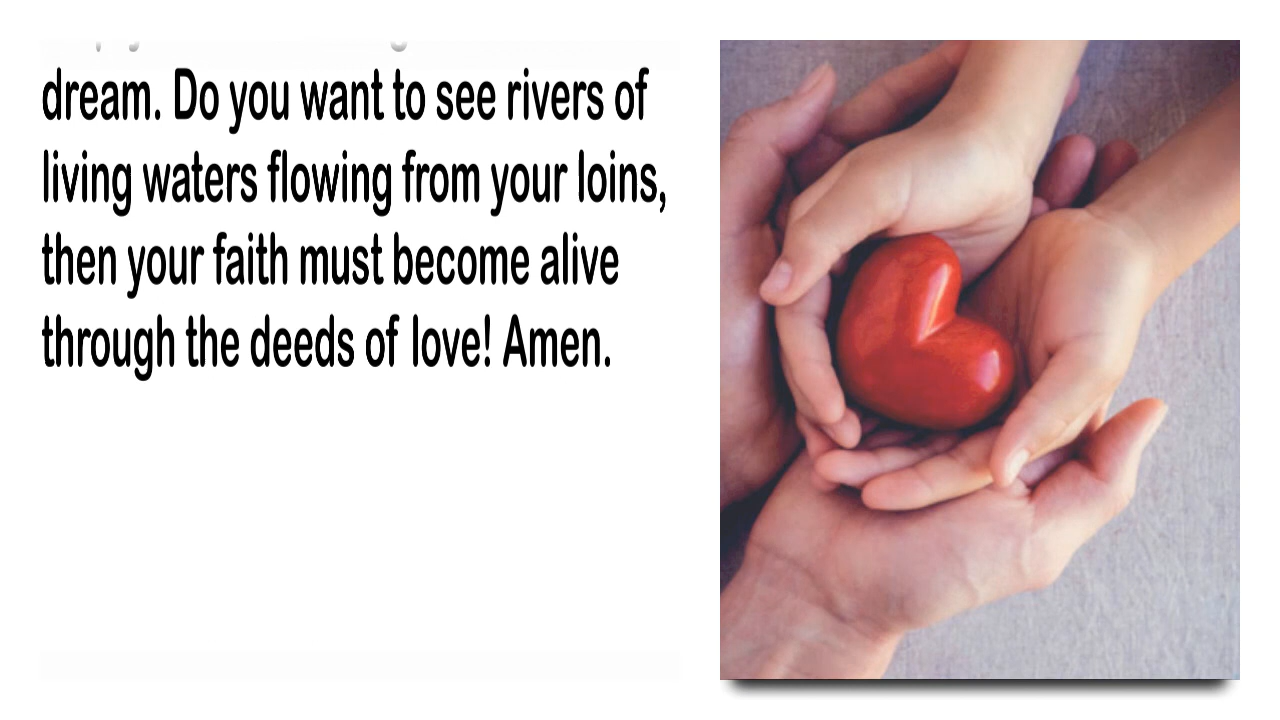 dream. Do you want to see rivers of
living waters flowing from your loins,
then your faith must become alive
through the deeds of love! Amen.